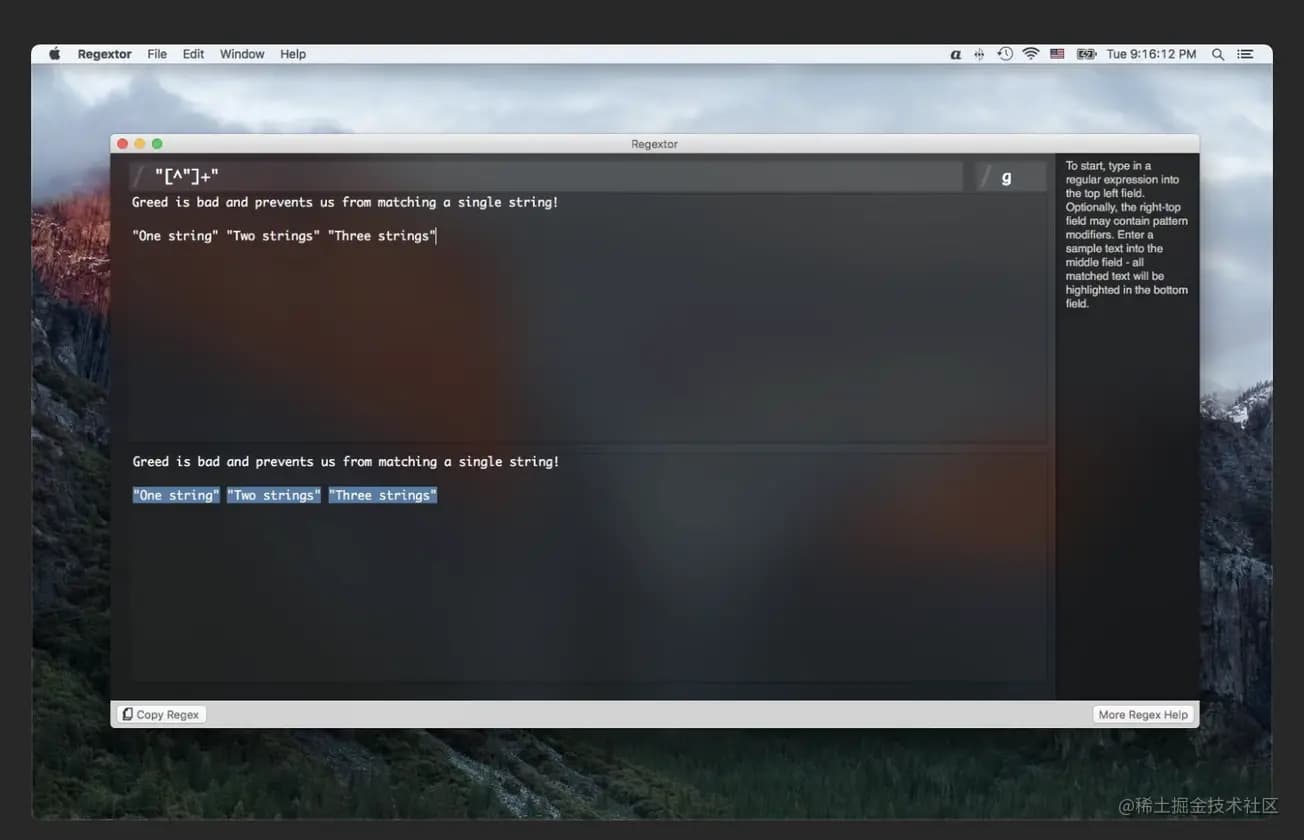 Regextor File Edit Window Help a Tue 9:16:12 PM
Regextor
/ "[^"]+" / g
Greed is bad and prevents us from matching a single string!
"One string" "Two strings" "Three strings"
Greed is bad and prevents us from matching a single string!
"One string" "Two strings" "Three strings"
To start, type in a
regular expression into
the top left field.
Optionally, the right-top
field may contain pattern
modifiers. Enter a
sample text into the
middle field - all
matched text will be
highlighted in the bottom
field.
Copy Regex
More Regex Help
@稀土掘金技术社区